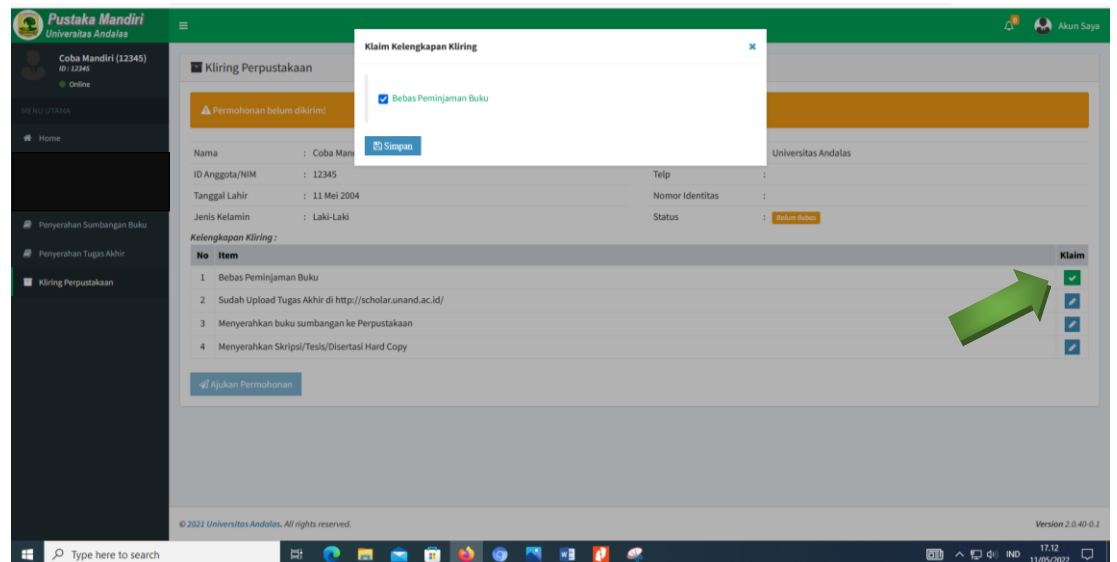 Pustaka Mandiri
Universitas Andalas
0
Akun Saya
Coba Mandiri (12345)
ID : 12345
Online
MENU UTAMA
Home
Penyerahan Sumbangan Buku
Penyerahan Tugas Akhir
Kliring Perpustakaan
Klaim Kelengkapan Kliring
×
Bebas Peminjaman Buku
Simpan
Kliring Perpustakaan
Permohonan belum dikirim!
Nama : Coba Man
Universitas Andalas
ID Anggota/NIM : 12345
Telp :
Tanggal Lahir : 11 Mei 2004
Nomor Identitas :
Jenis Kelamin : Laki-Laki
Status : Belum Bebas
Kelengkapan Kliring :
No Item Klaim
1 Bebas Peminjaman Buku
2 Sudah Upload Tugas Akhir di http://scholar.unand.ac.id/
3 Menyerahkan buku sumbangan ke Perpustakaan
4 Menyerahkan Skripsi/Tesis/Disertasi Hard Copy
Ajukan Permohonan
© 2021 Universitas Andalas. All rights reserved.
Version 2.0.40-0.1
Type here to search
IND
17.12
11/05/2022